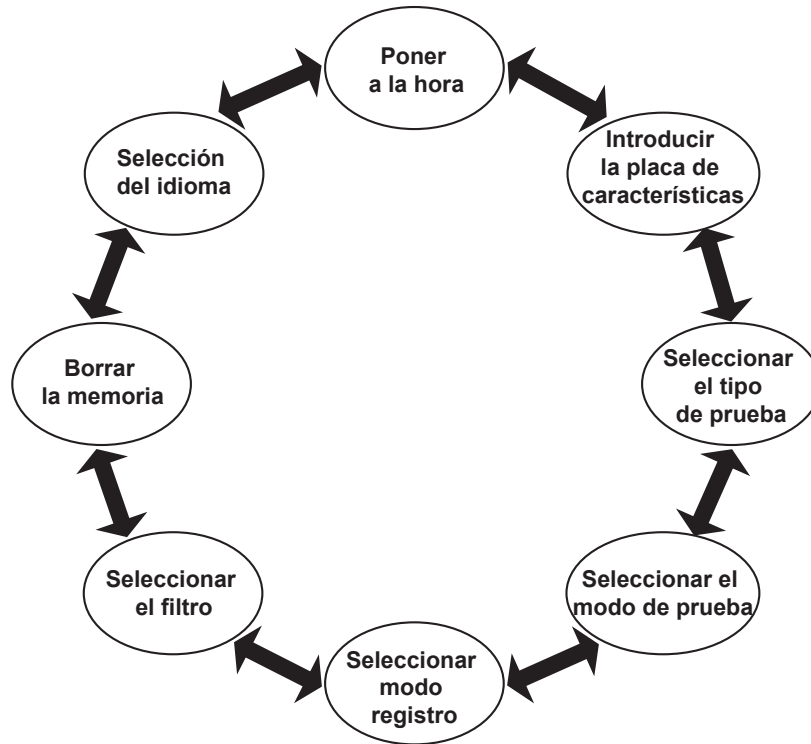 Poner
a la hora
Introducir
la placa de
característíscas
Seleccionar
el tipo
de prueba
Seleccionar el
modo de prueba
Seleccionar
modo
registro
Seleccionar
el filtro
Borrar
la memoria
Selección
del idioma